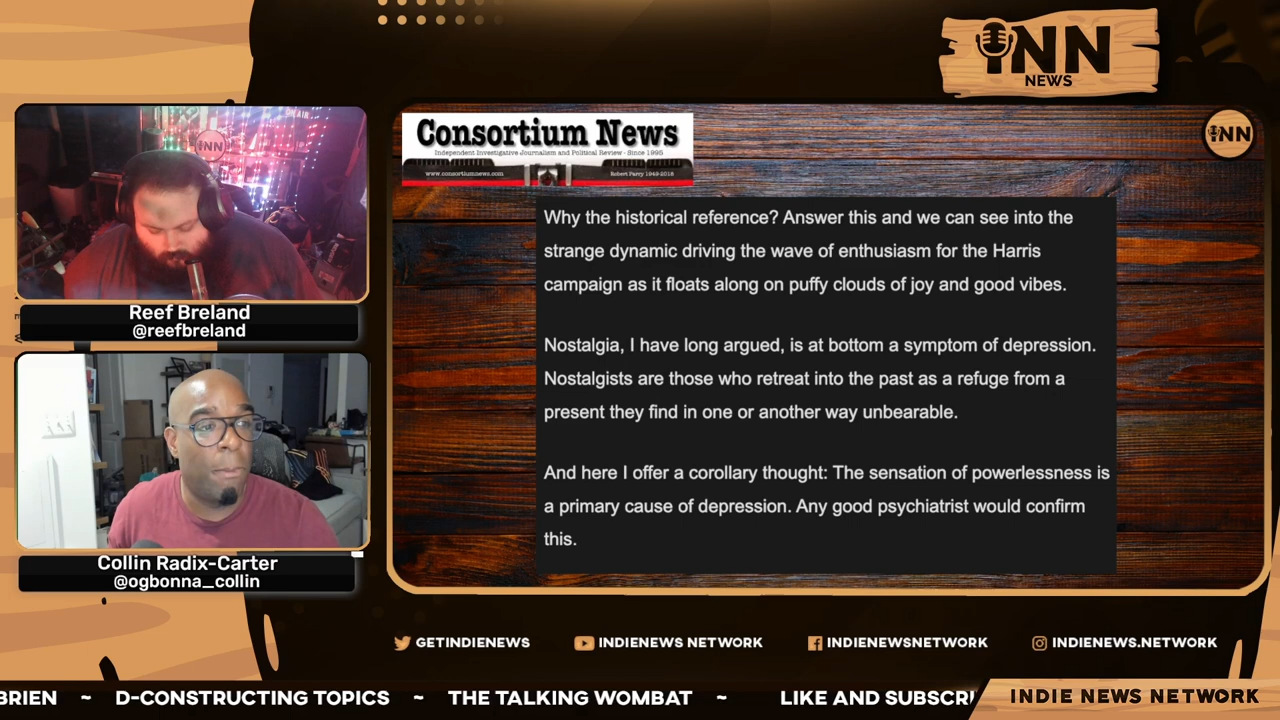 INN
NEWS
INN
Consortium News
Independent Investigative Journalism and Political Review - Since 1995
www.consortiumnews.com
Robert Parry 1949-2018
INN
Why the historical reference? Answer this and we can see into the
strange dynamic driving the wave of enthusiasm for the Harris
campaign as it floats along on puffy clouds of joy and good vibes.
Nostalgia, I have long argued, is at bottom a symptom of depression.
Nostalgists are those who retreat into the past as a refuge from a
present they find in one or another way unbearable.
And here I offer a corollary thought: The sensation of powerlessness is
a primary cause of depression. Any good psychiatrist would confirm
this.
Reef Breland
@reefbreland
Collin Radix-Carter
@ogbonna_collin
GETINDIENEWS
INDIENEWS NETWORK
INDIENEWSNETWORK
INDIENEWS.NETWORK
BRIEN ~ D-CONSTRUCTING TOPICS ~ THE TALKING WOMBAT ~ LIKE AND SUBSCRI
INDIE NEWS NETWORK